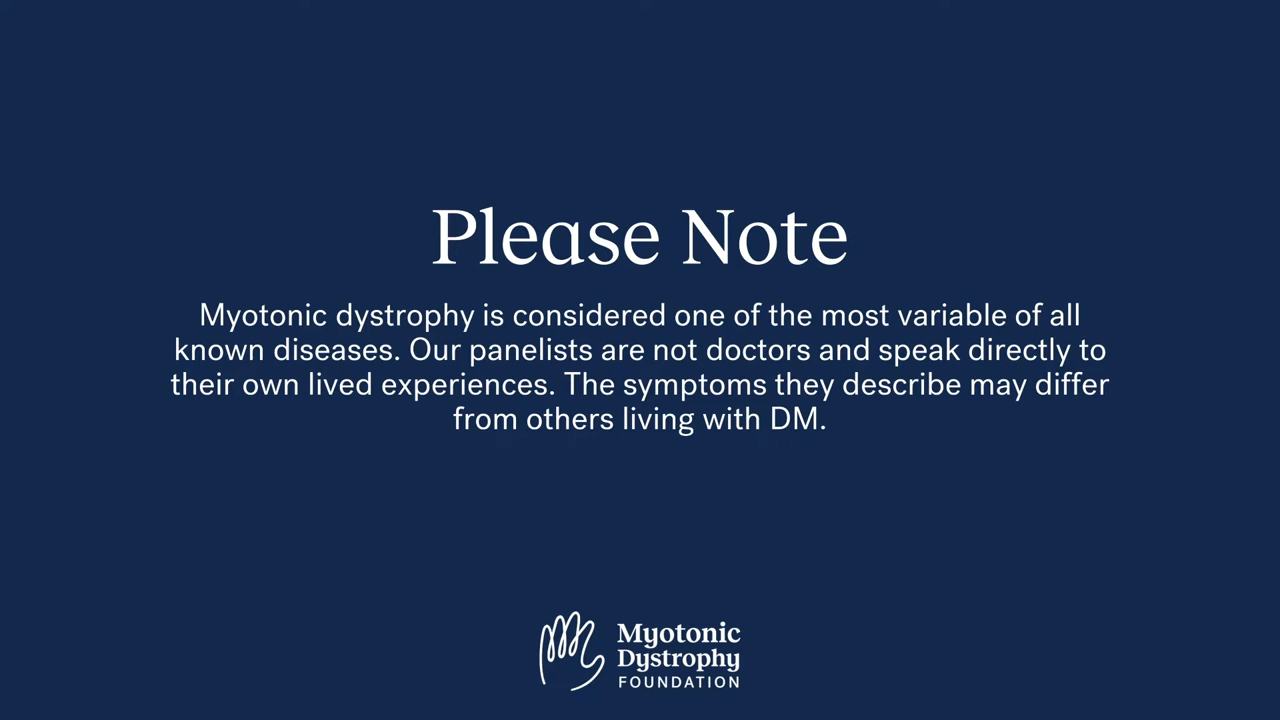 Please Note
Myotonic dystrophy is considered one of the most variable of all
known diseases. Our panelists are not doctors and speak directly to
their own lived experiences. The symptoms they describe may differ
from others living with DM.
Myotonic
Dystrophy
FOUNDATION